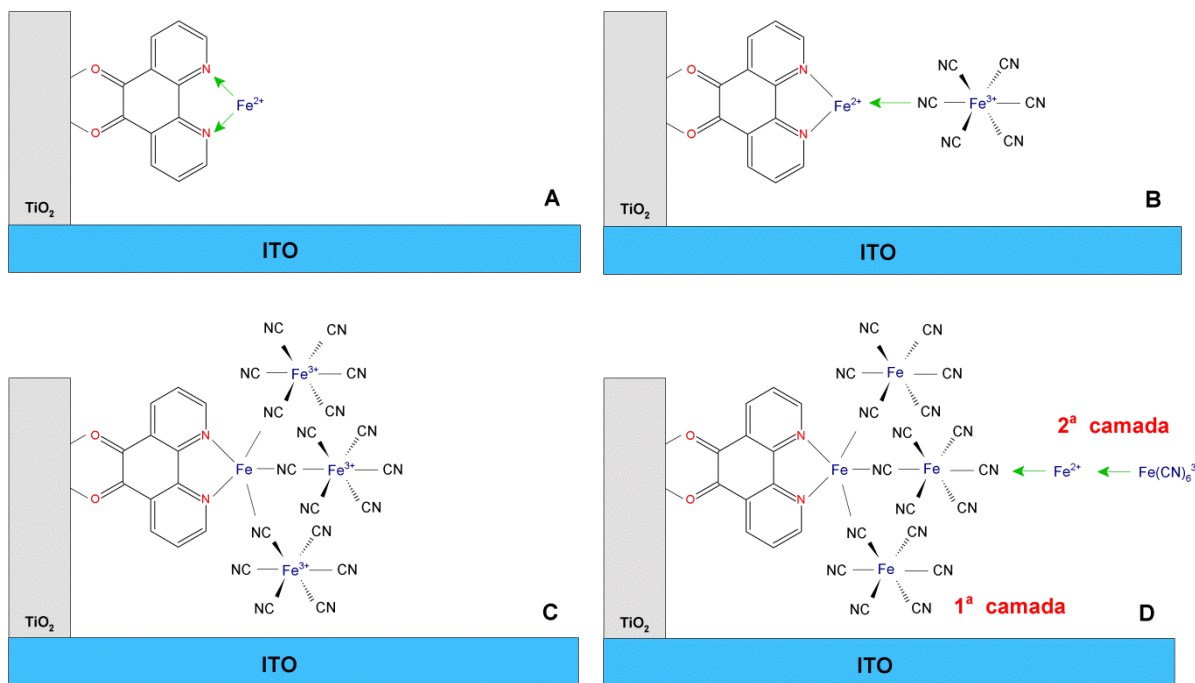 O
N
Fe²⁺
O
N
A
TiO₂
ITO
NC CN
O
N
Fe²⁺ NC Fe³⁺ CN
O
N
NC CN
B
TiO₂
ITO
NC CN
NC Fe³⁺ CN
NC CN
O
N
NC CN
Fe NC Fe³⁺ CN
O
N
NC CN
NC CN
NC Fe³⁺ CN
NC CN
C
TiO₂
ITO
NC CN
NC Fe CN
NC CN
2ª camada
O
N
NC CN
Fe NC Fe CN Fe²⁺ Fe(CN)₆³
O
N
NC CN
NC CN
NC Fe CN
NC CN
1ª camada
D
TiO₂
ITO